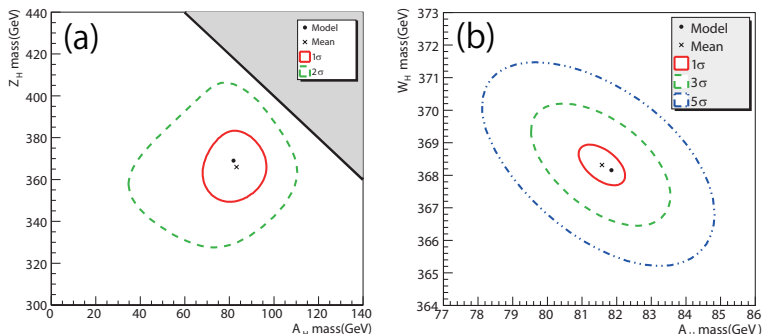 (a)
Z_H mass(GeV)
440
420
400
380
360
340
320
300
0 20 40 60 80 100 120 140
A_H mass(GeV)
Model
Mean
1σ
2σ
(b)
W_H mass(GeV)
373
372
371
370
369
368
367
366
365
364
77 78 79 80 81 82 83 84 85 86
mass(GeV)
Model
Mean
1σ
3σ
5σ